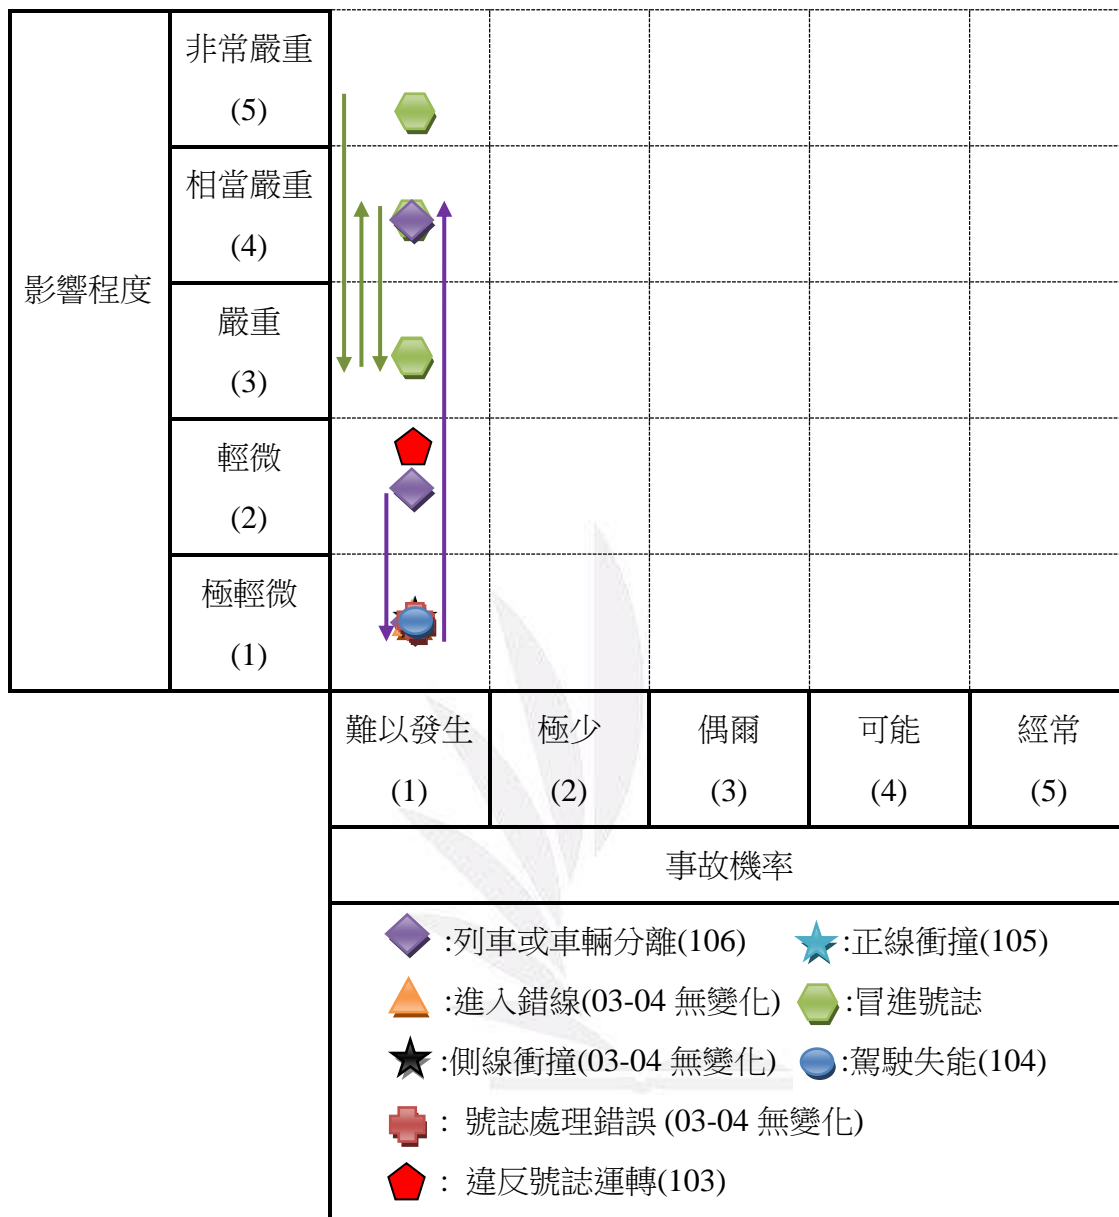 非常嚴重
(5)
相當嚴重
(4)
影響程度
嚴重
(3)
輕微
(2)
極輕微
(1)
難以發生 極少 偶爾 可能 經常
(1) (2) (3) (4) (5)
事故機率
:列車或車輛分離(106) :正線衝撞(105)
:進入錯線(03-04 無變化) :冒進號誌
:側線衝撞(03-04 無變化) :駕駛失能(104)
: 號誌處理錯誤 (03-04 無變化)
: 違反號誌運轉(103)